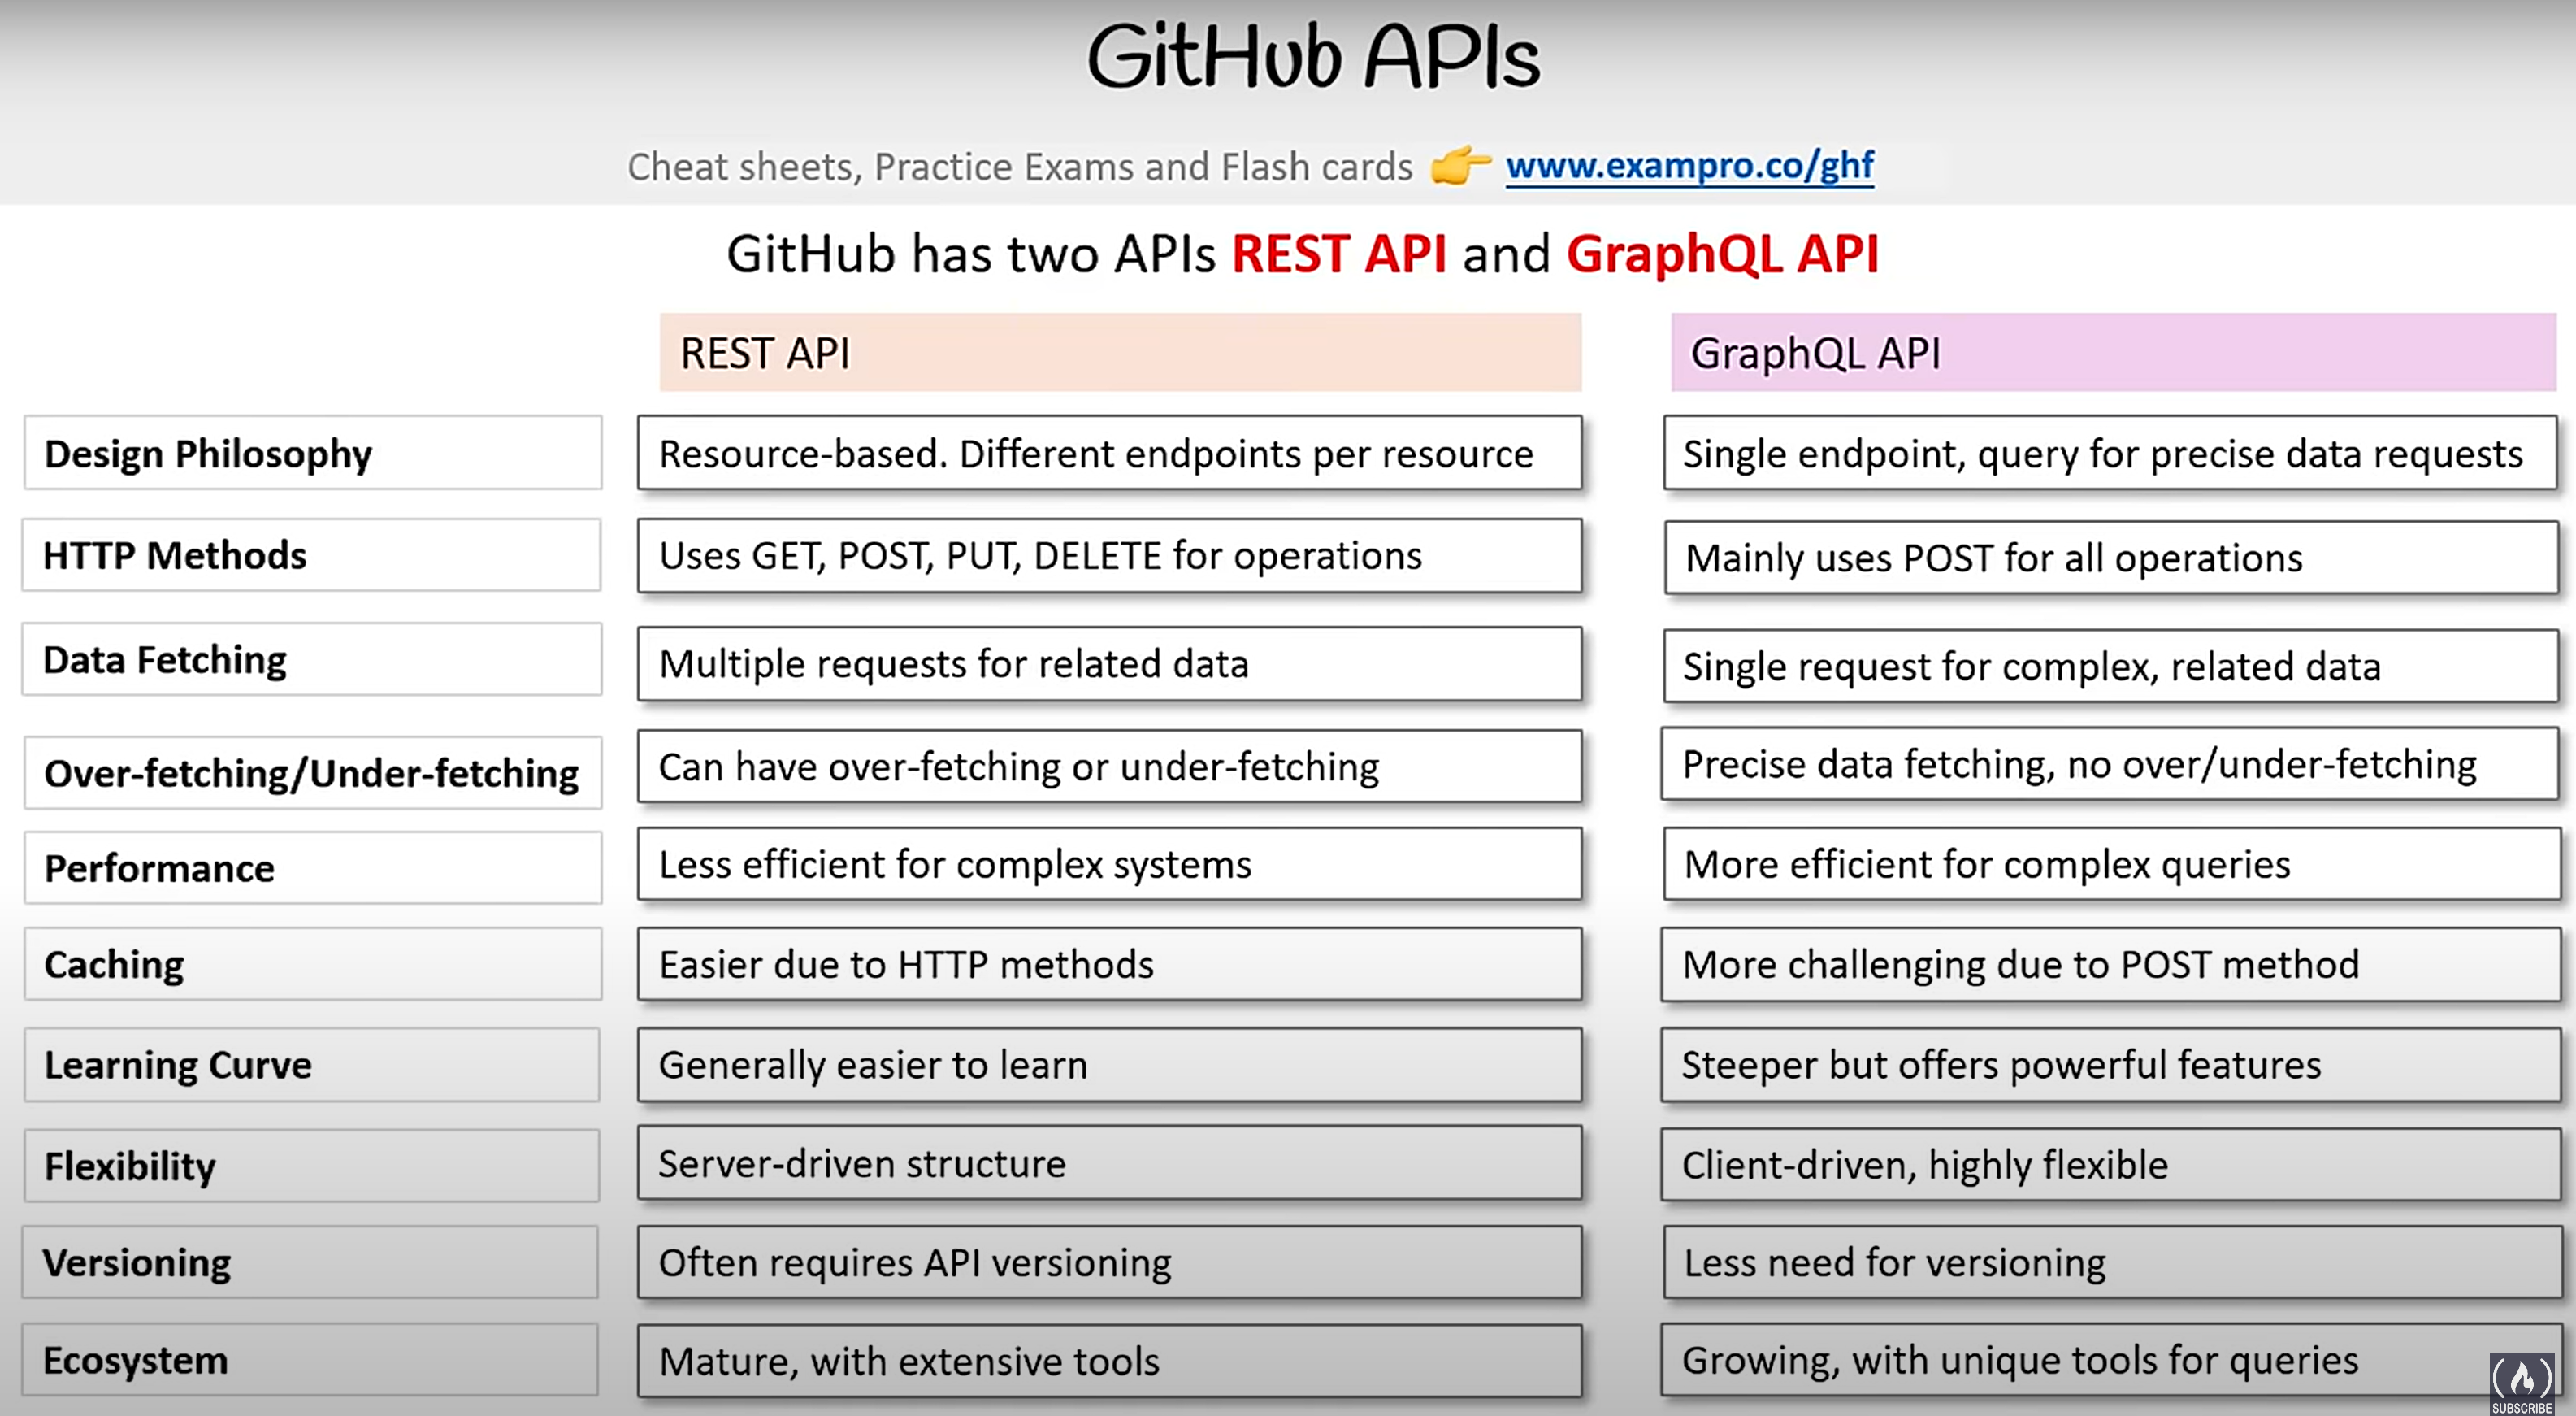 GitHub APIs
Cheat sheets, Practice Exams and Flash cards 👉 www.exampro.co/ghf
GitHub has two APIs REST API and GraphQL API
REST API GraphQL API
Design Philosophy Resource-based. Different endpoints per resource Single endpoint, query for precise data requests
HTTP Methods Uses GET, POST, PUT, DELETE for operations Mainly uses POST for all operations
Data Fetching Multiple requests for related data Single request for complex, related data
Over-fetching/Under-fetching Can have over-fetching or under-fetching Precise data fetching, no over/under-fetching
Performance Less efficient for complex systems More efficient for complex queries
Caching Easier due to HTTP methods More challenging due to POST method
Learning Curve Generally easier to learn Steeper but offers powerful features
Flexibility Server-driven structure Client-driven, highly flexible
Versioning Often requires API versioning Less need for versioning
Ecosystem Mature, with extensive tools Growing, with unique tools for queries
SUBSCRIBE